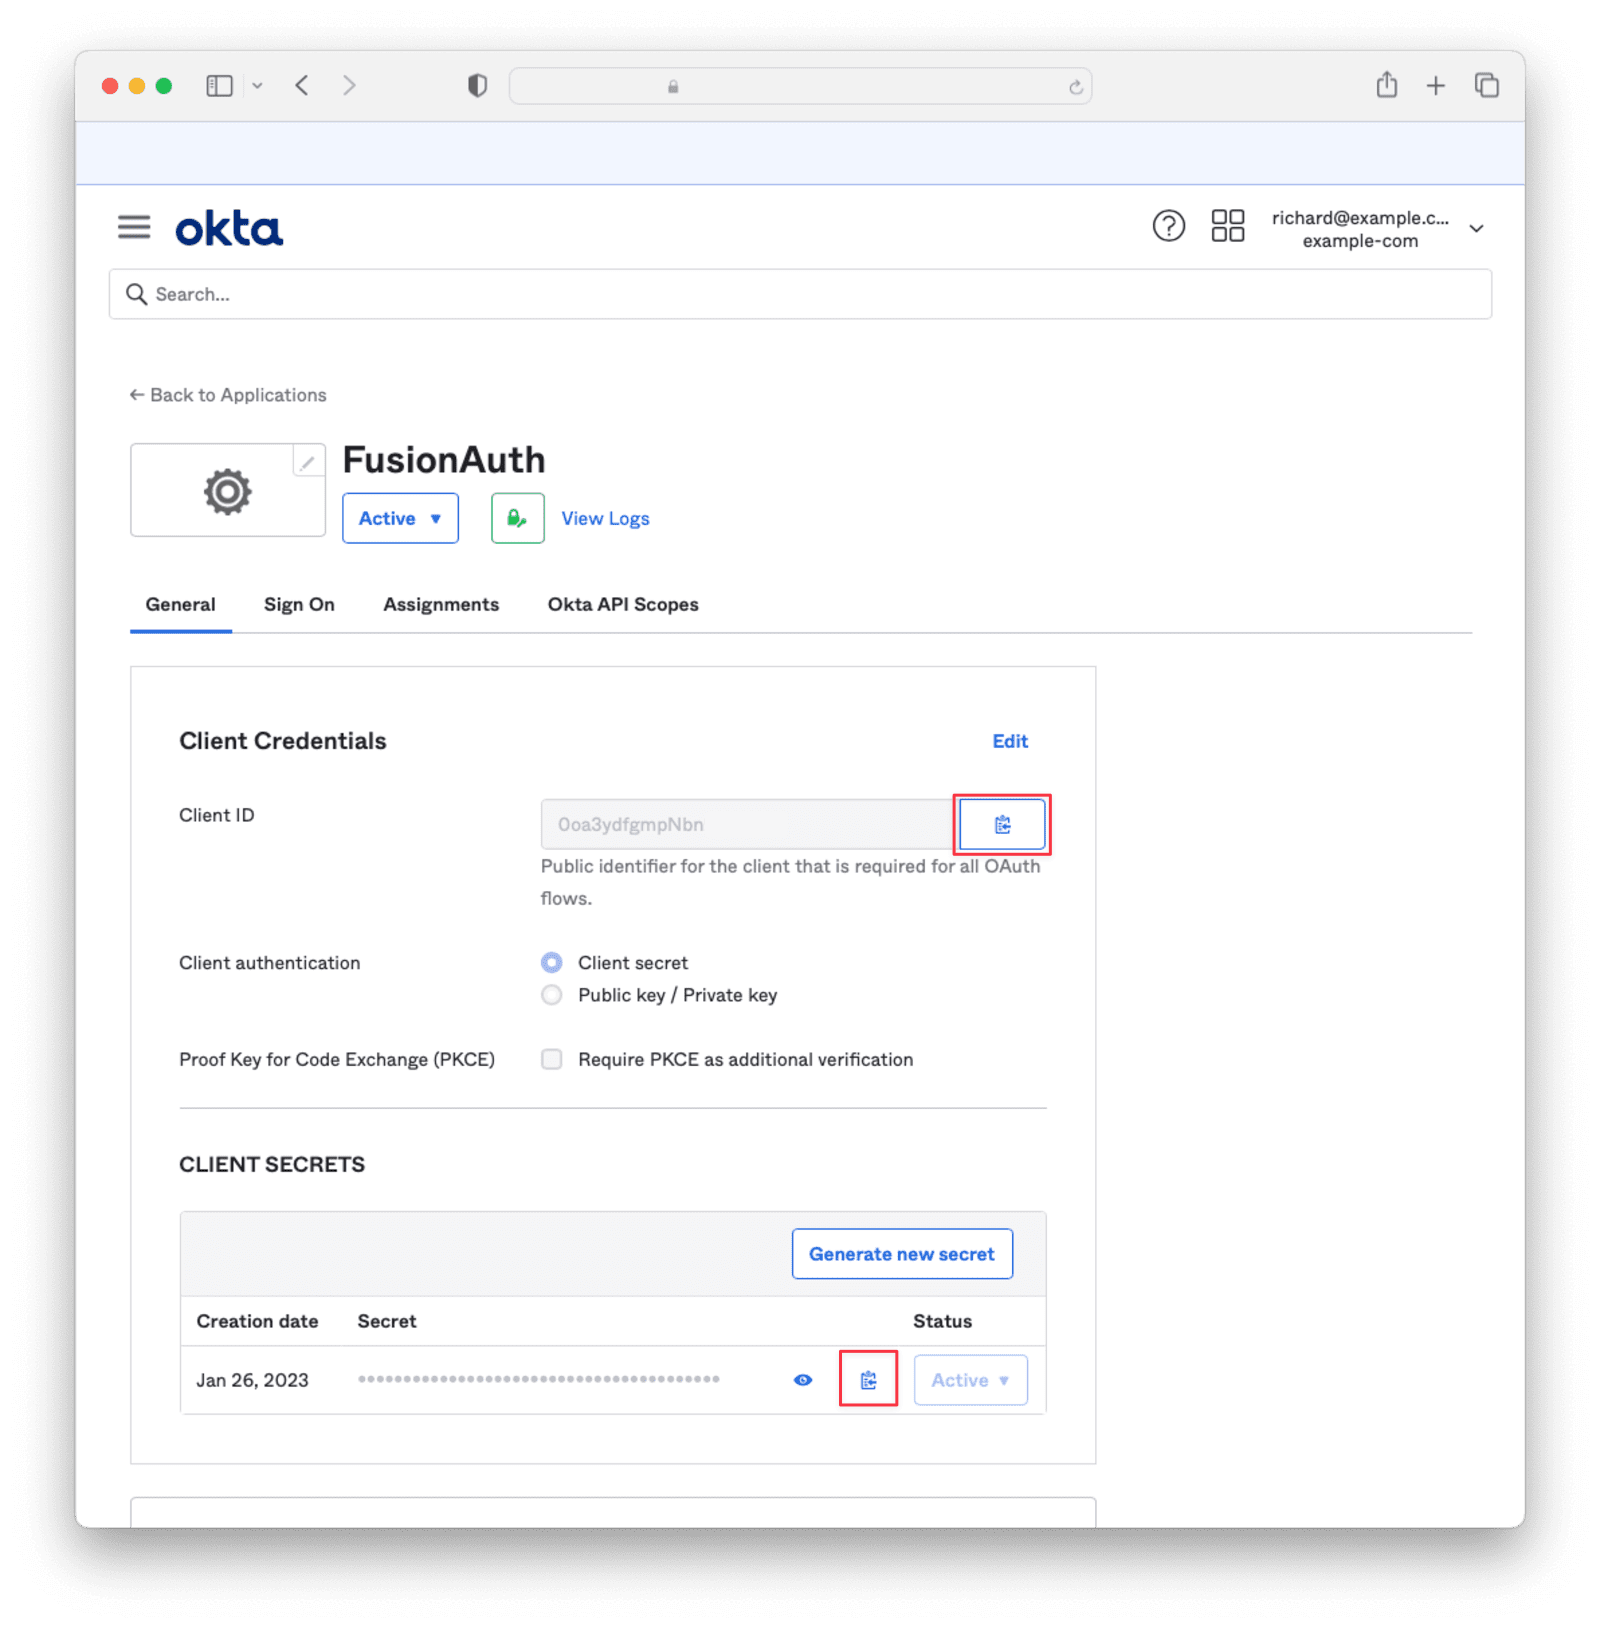 okta
richard@example.c...
example-com
Search...
← Back to Applications
FusionAuth
Active ▼
View Logs
General
Sign On
Assignments
Okta API Scopes
Client Credentials
Edit
Client ID
0oa3ydfgmpNbn
Public identifier for the client that is required for all OAuth
flows.
Client authentication
Client secret
Public key / Private key
Proof Key for Code Exchange (PKCE)
Require PKCE as additional verification
CLIENT SECRETS
Generate new secret
Creation date
Secret
Status
Jan 26, 2023
••••••••••••••••••••••••••••••••••••••••
Active ▼